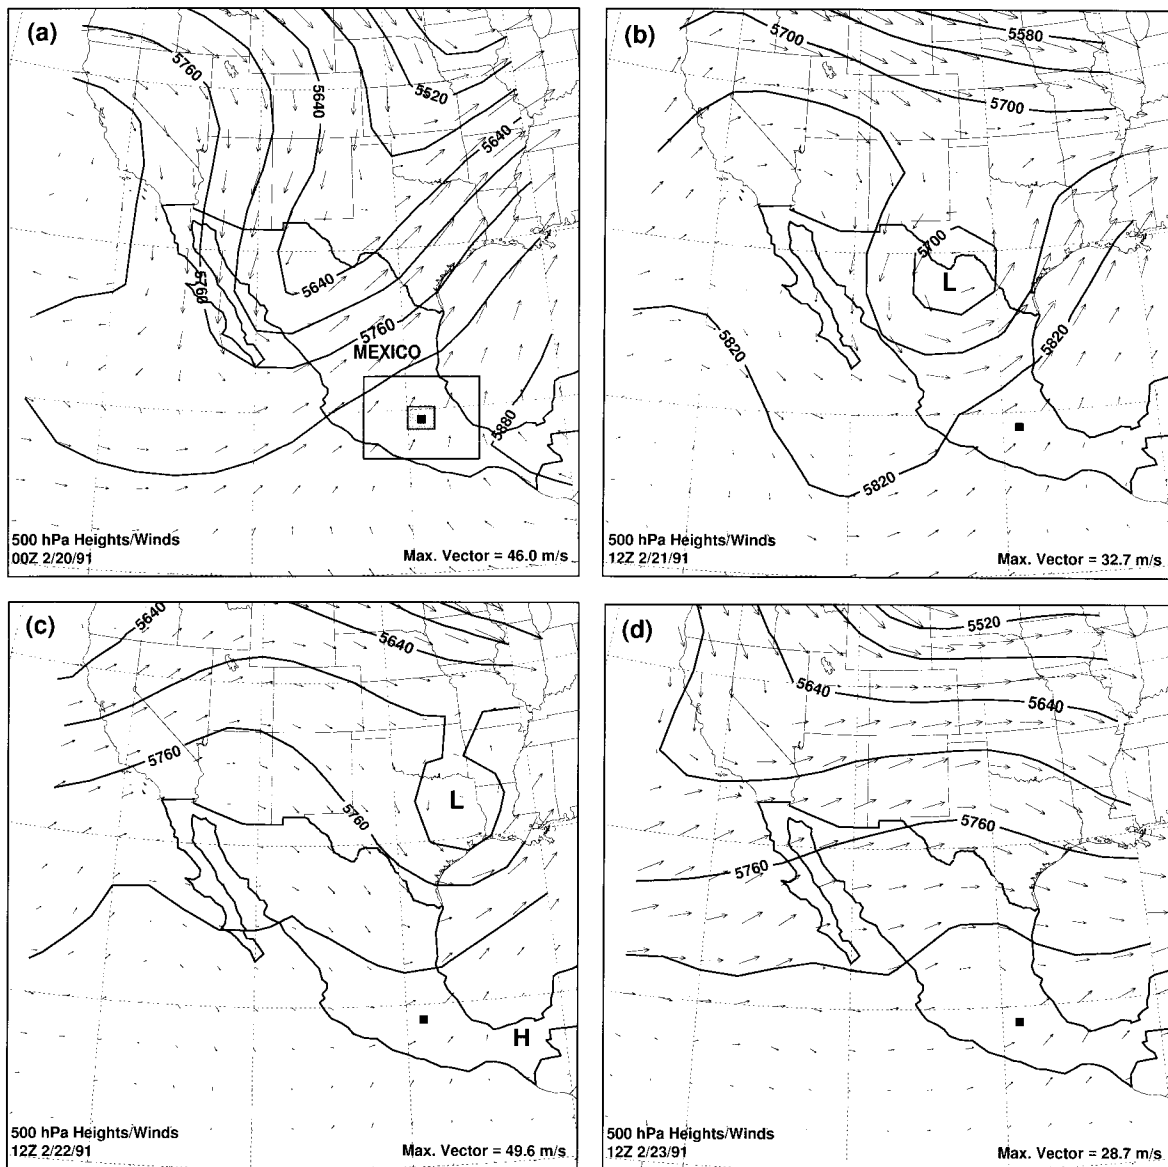 (a)
5760
5640
5520
5640
5760
5640
5760
MEXICO
5880
500 hPa Heights/Winds
00Z 2/20/91
Max. Vector = 46.0 m/s
(b)
5700
5580
5700
5700
L
5820
5820
5820
500 hPa Heights/Winds
12Z 2/21/91
Max. Vector = 32.7 m/s
(c)
5640
5640
5760
5760
L
H
500 hPa Heights/Winds
12Z 2/22/91
Max. Vector = 49.6 m/s
(d)
5520
5640
5640
5760
5760
500 hPa Heights/Winds
12Z 2/23/91
Max. Vector = 28.7 m/s